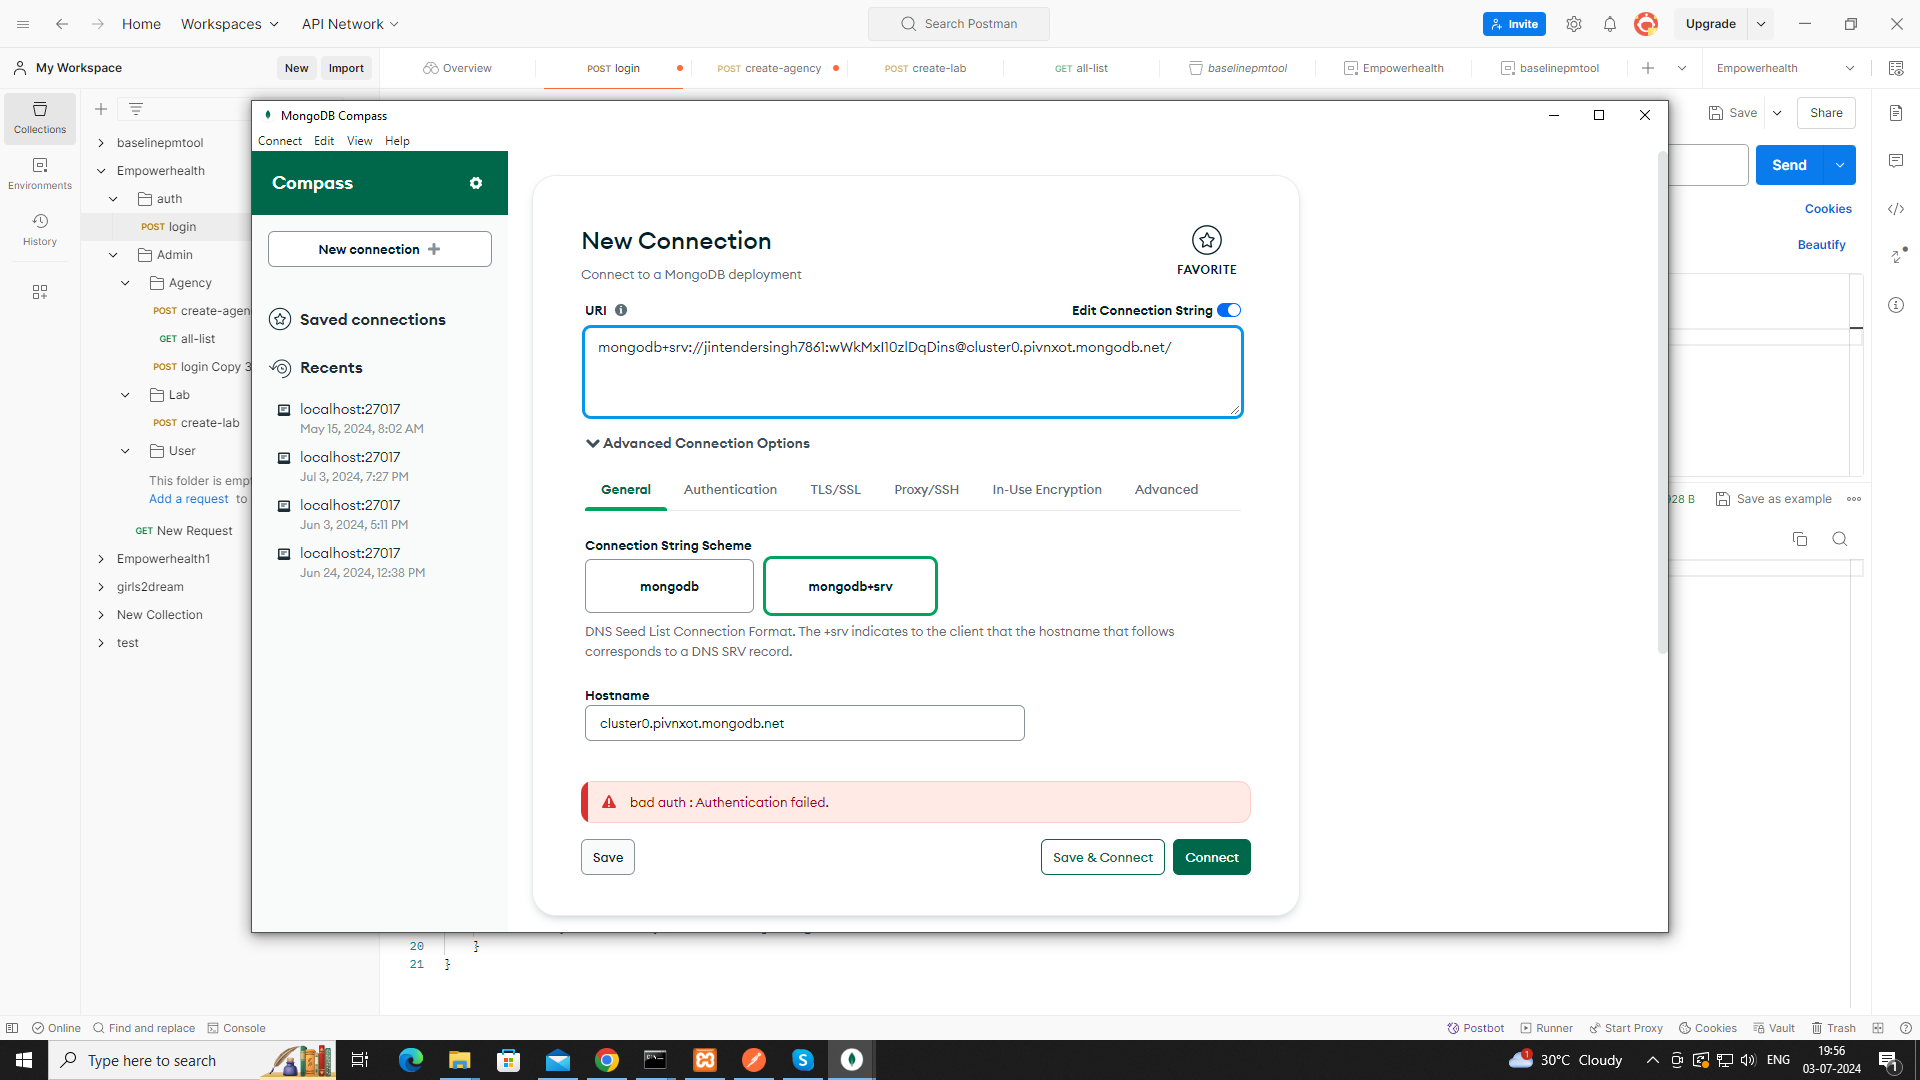 Home
Workspaces
API Network
Search Postman
Invite
Upgrade
My Workspace
New
Import
Overview
POST login
POST create-agency
POST create-lab
GET all-list
baselinepmtool
Empowerhealth
baselinepmtool
Empowerhealth
Collections
Environments
History
baselinepmtool
Empowerhealth
auth
POST login
Admin
Agency
POST create-agen
GET all-list
POST login Copy 3
Lab
POST create-lab
User
This folder is empt
Add a request to
GET New Request
Empowerhealth1
girls2dream
New Collection
test
Save
Share
Send
Cookies
Beautify
928 B
Save as example
MongoDB Compass
Connect
Edit
View
Help
Compass
New connection
Saved connections
Recents
localhost:27017
May 15, 2024, 8:02 AM
localhost:27017
Jul 3, 2024, 7:27 PM
localhost:27017
Jun 3, 2024, 5:11 PM
localhost:27017
Jun 24, 2024, 12:38 PM
New Connection
Connect to a MongoDB deployment
FAVORITE
URI
Edit Connection String
Advanced Connection Options
General
Authentication
TLS/SSL
Proxy/SSH
In-Use Encryption
Advanced
Connection String Scheme
mongodb
mongodb+srv
DNS Seed List Connection Format. The +srv indicates to the client that the hostname that follows
corresponds to a DNS SRV record.
Hostname
cluster0.pivnxot.mongodb.net
bad auth : Authentication failed.
Save
Save & Connect
Connect
20 }
21 }
Online
Find and replace
Console
Postbot
Runner
Start Proxy
Cookies
Vault
Trash
Type here to search
1
30°C Cloudy
ENG
19:56
03-07-2024
1